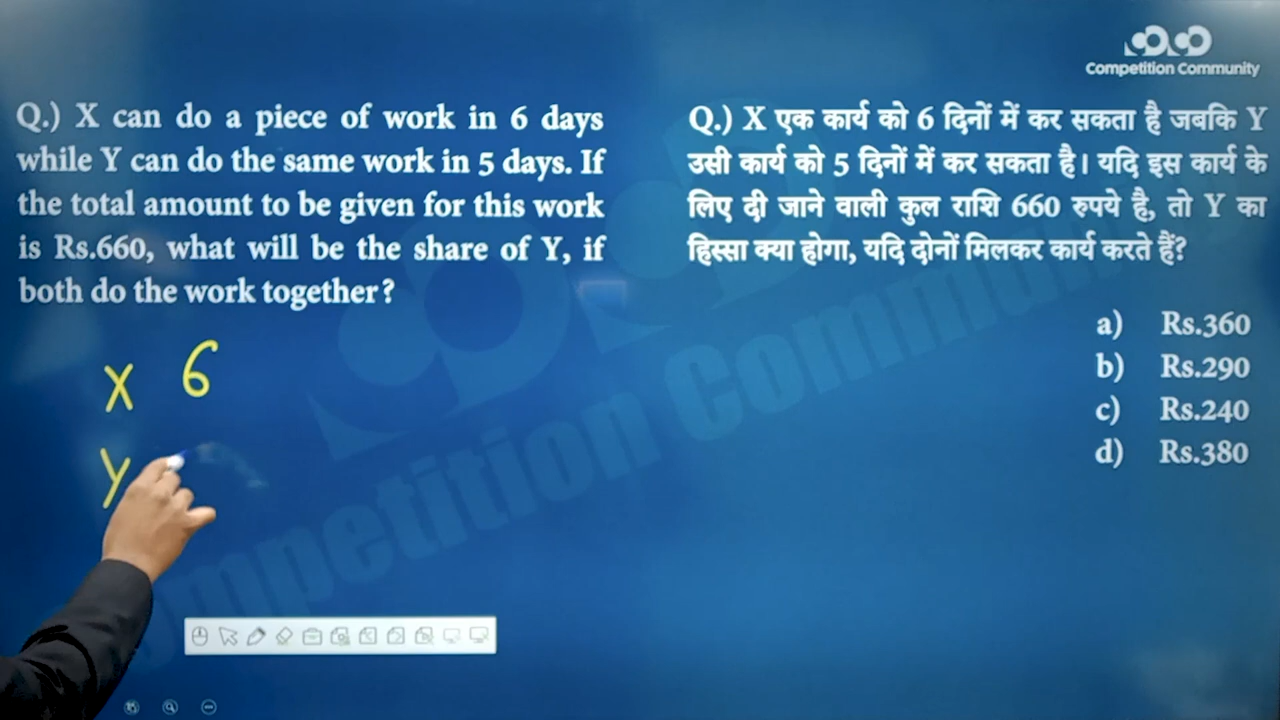 Competition Community
Q.) X can do a piece of work in 6 days
while Y can do the same work in 5 days. If
the total amount to be given for this work
is Rs.660, what will be the share of Y, if
both do the work together?
Q.) X एक कार्य को 6 दिनों में कर सकता है जबकि Y
उसी कार्य को 5 दिनों में कर सकता है। यदि इस कार्य के
लिए दी जाने वाली कुल राशि 660 रुपये है, तो Y का
हिस्सा क्या होगा, यदि दोनों मिलकर कार्य करते हैं?
a) Rs.360
b) Rs.290
c) Rs.240
d) Rs.380
X 6
Y
Competition Community